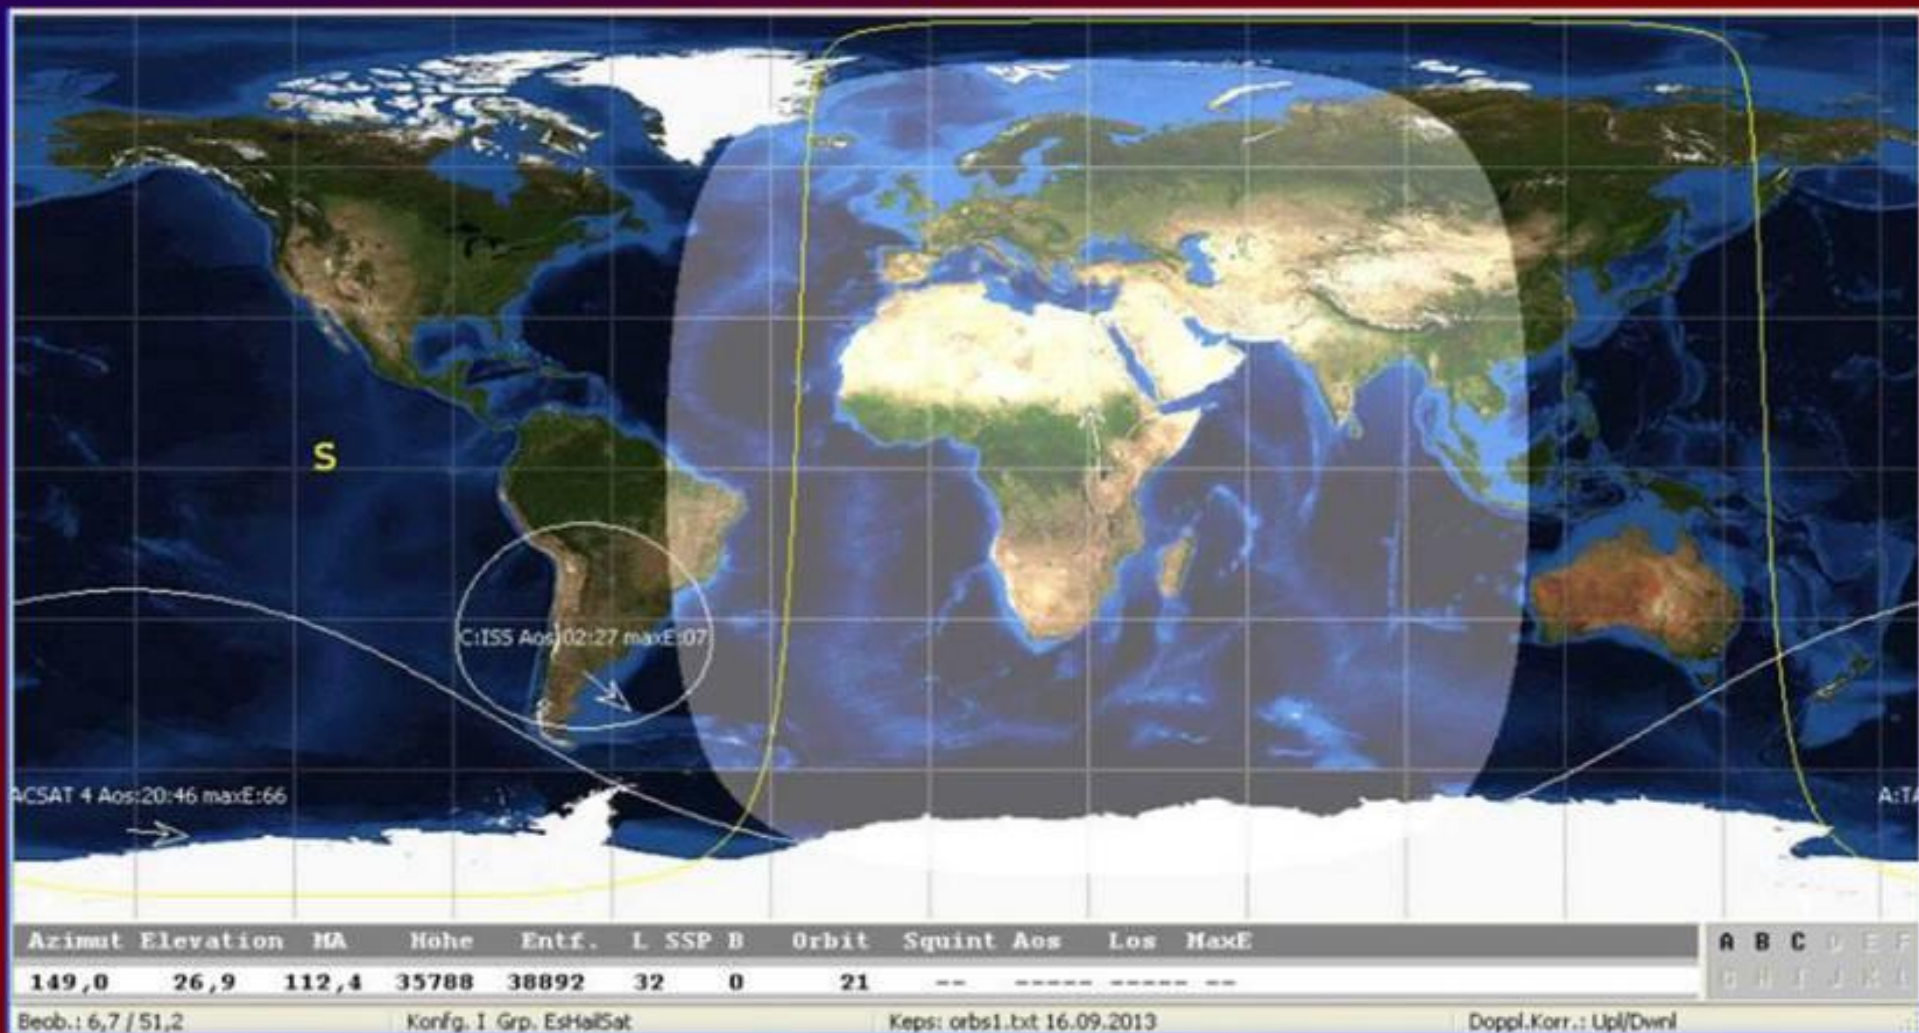 S
C:ISS Aos:02:27 maxE:07
ACSAT 4 Aos:20:46 maxE:66
A:TA
Azimut Elevation MA Höhe Entf. L SSP B Orbit Squint Aos Los MaxE
149,0 26,9 112,4 35788 38892 32 0 21 -- ----- ----- --
A B C D E F
G H I J K L
Beob.: 6,7 / 51,2 Konfg. I Grp. EsHailSat Keps: orbs1.txt 16.09.2013 Doppl.Korr.: Upl/Dwnl